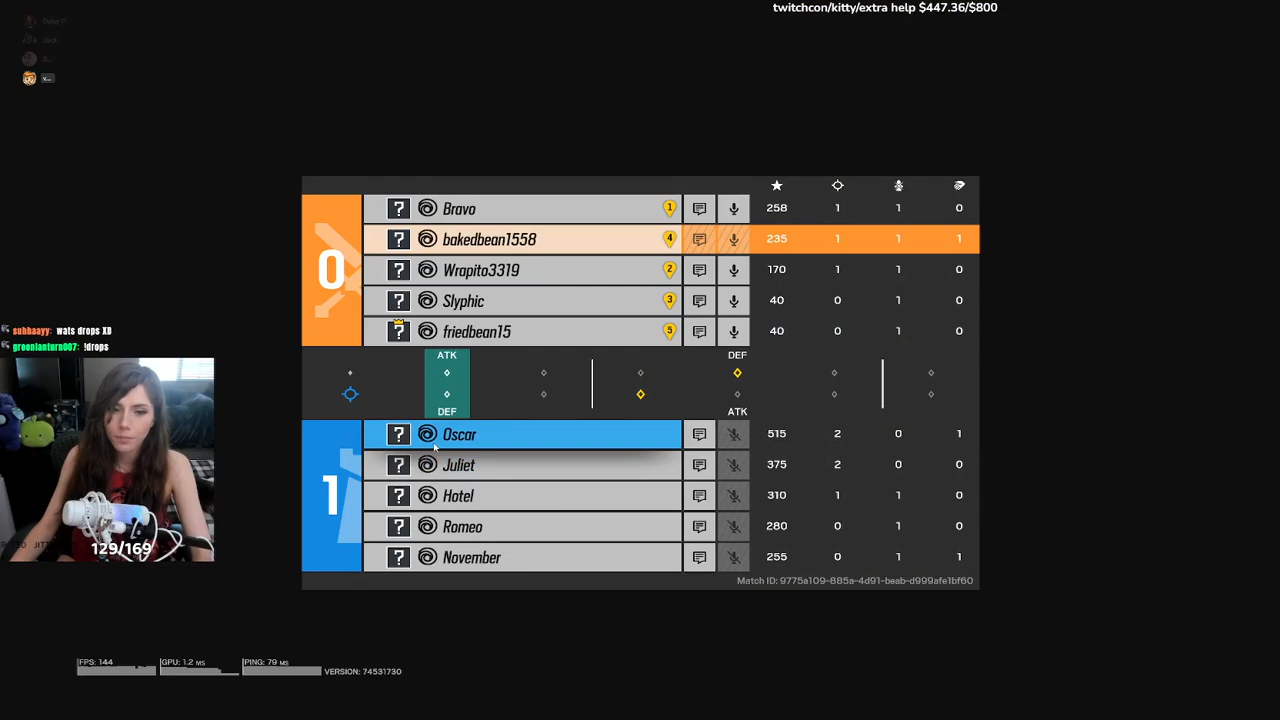 twitchcon/kitty/extra help $447.36/$800
Bravo 1 258 1 1 0
bakedbean1558 4 235 1 1 1
Wrapito3319 2 170 1 1 0
Slyphic 3 40 0 1 0
friedbean15 5 40 0 1 0
0
suhhaayy: wats drops XD
greenlanturn007: !drops
ATK DEF
DEF ATK
Oscar 515 2 0 1
Juliet 375 2 0 0
Hotel 310 1 1 0
Romeo 280 0 1 0
November 255 0 1 1
1
129/169
Match ID: 9775a109-885a-4d91-beab-d999afe1bf60
FPS: 144 GPU: 1.2 MS PING: 79 MS VERSION: 74531730